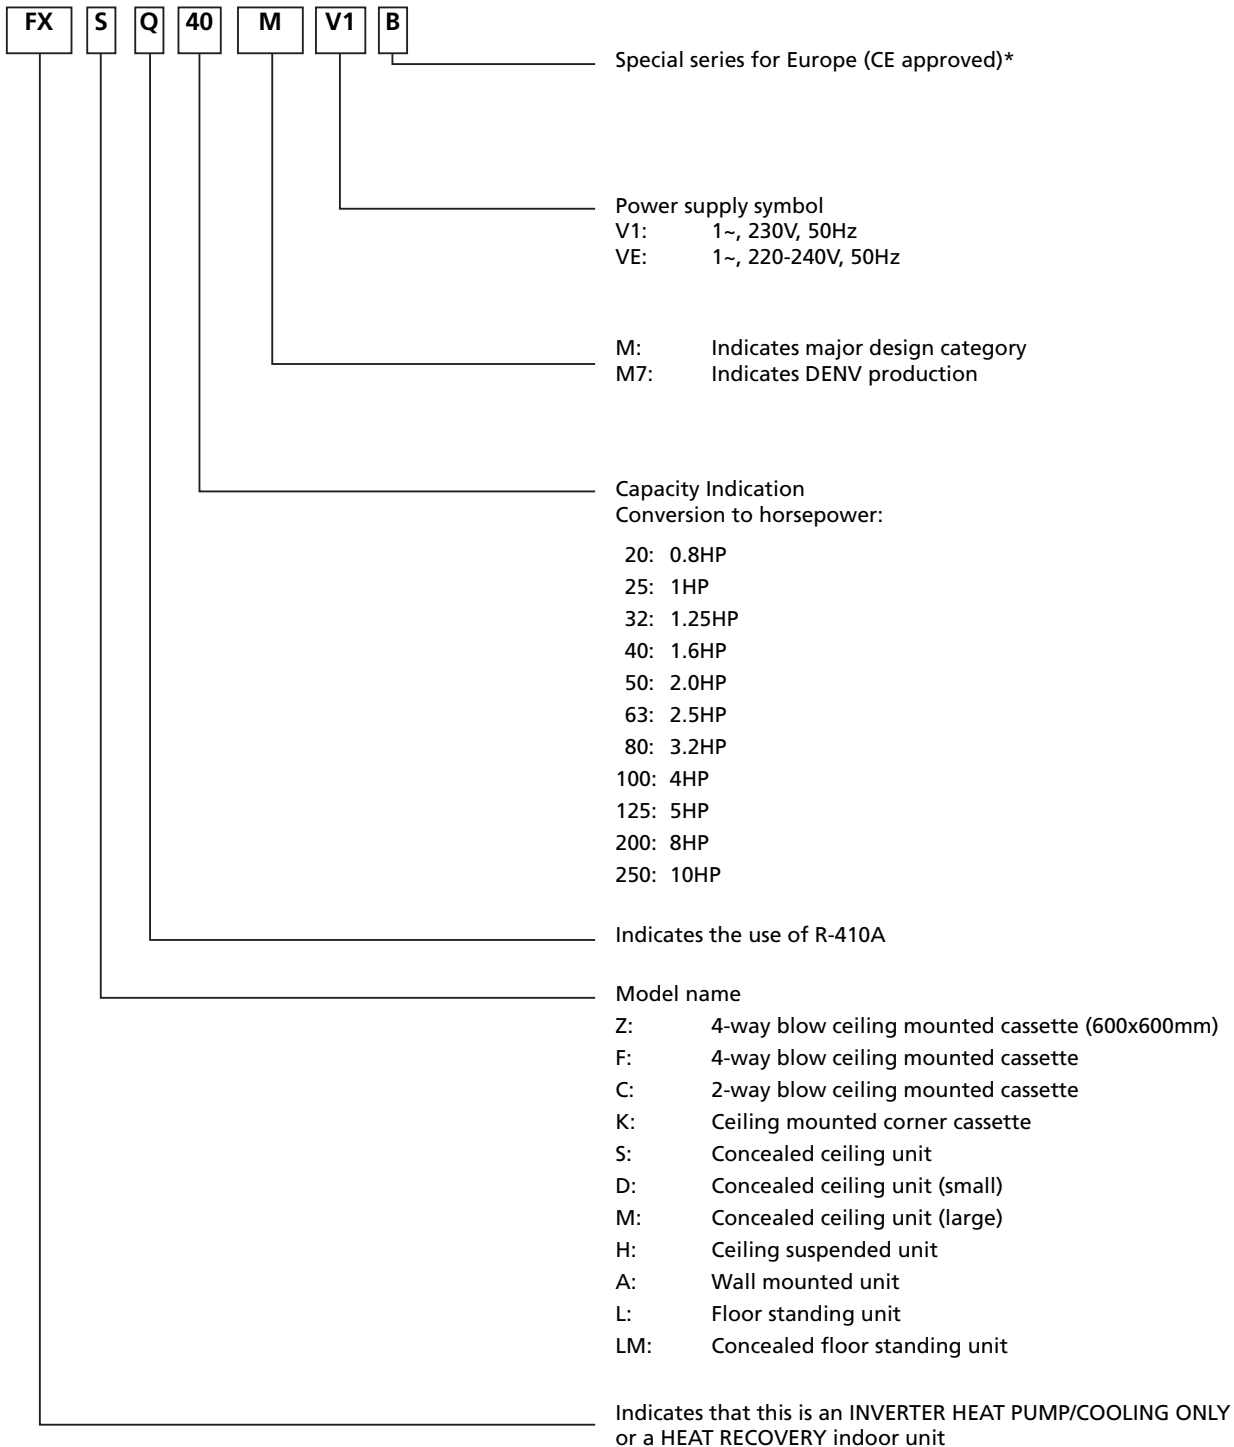 FX S Q 40 M V1 B
Special series for Europe (CE approved)*
Power supply symbol
V1: 1~, 230V, 50Hz
VE: 1~, 220-240V, 50Hz
M: Indicates major design category
M7: Indicates DENV production
Capacity Indication
Conversion to horsepower:
20: 0.8HP
25: 1HP
32: 1.25HP
40: 1.6HP
50: 2.0HP
63: 2.5HP
80: 3.2HP
100: 4HP
125: 5HP
200: 8HP
250: 10HP
Indicates the use of R-410A
Model name
Z: 4-way blow ceiling mounted cassette (600x600mm)
F: 4-way blow ceiling mounted cassette
C: 2-way blow ceiling mounted cassette
K: Ceiling mounted corner cassette
S: Concealed ceiling unit
D: Concealed ceiling unit (small)
M: Concealed ceiling unit (large)
H: Ceiling suspended unit
A: Wall mounted unit
L: Floor standing unit
LM: Concealed floor standing unit
Indicates that this is an INVERTER HEAT PUMP/COOLING ONLY
or a HEAT RECOVERY indoor unit